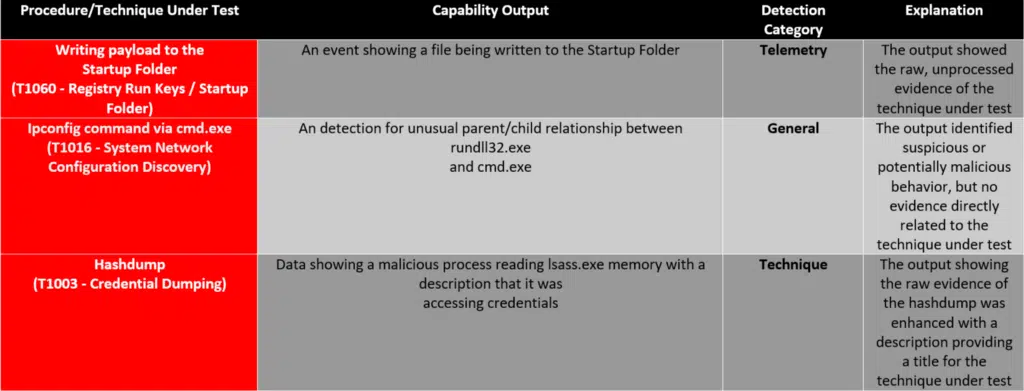 Procedure/Technique Under Test
Capability Output
Detection
Category
Explanation
Writing payload to the
Startup Folder
(T1060 - Registry Run Keys / Startup
Folder)
An event showing a file being written to the Startup Folder
Telemetry
The output showed
the raw, unprocessed
evidence of the
technique under test
Ipconfig command via cmd.exe
(T1016 - System Network
Configuration Discovery)
An detection for unusual parent/child relationship between
rundll32.exe
and cmd.exe
General
The output identified
suspicious or
potentially malicious
behavior, but no
evidence directly
related to the
technique under test
Hashdump
(T1003 - Credential Dumping)
Data showing a malicious process reading lsass.exe memory with a
description that it was
accessing credentials
Technique
The output showing
the raw evidence of
the hashdump was
enhanced with a
description providing
a title for the
technique under test